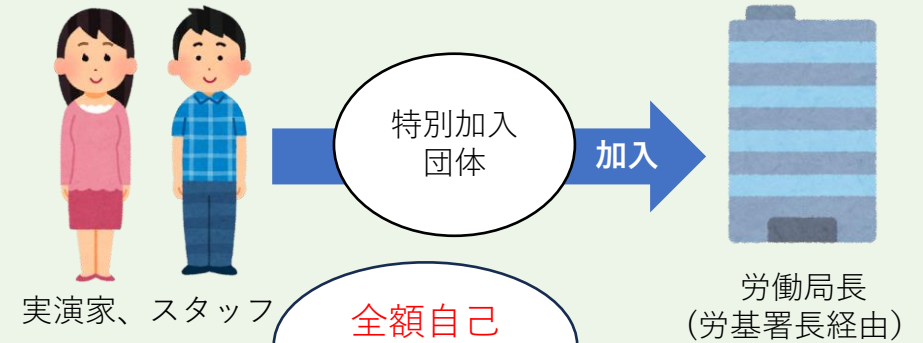 特別加入
団体
加入
実演家、スタッフ
全額自己
労働局長
(労基署長経由)